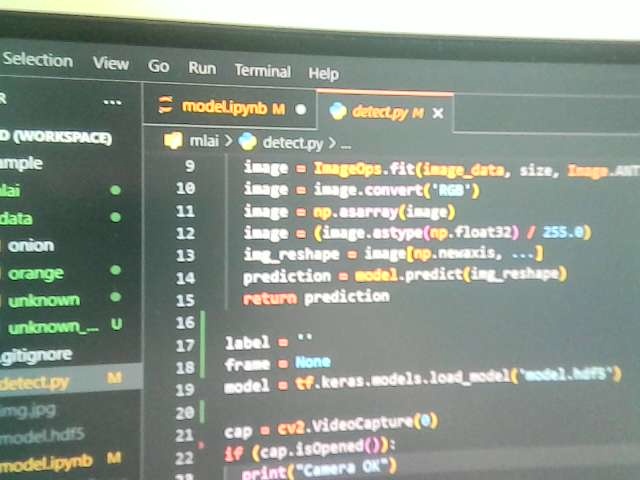 Selection View Go Run Terminal Help
R ...
model.ipynb M ● detect.py M ×
D (WORKSPACE)
mlai > detect.py > ...
ample
lai
data
onion
orange
unknown
unknown_... U
.gitignore
detect.py M
img.jpg
model.hdf5
model.ipynb M
9 image = ImageOps.fit(image_data, size, Image.ANT
10 image = image.convert('RGB')
11 image = np.asarray(image)
12 image = (image.astype(np.float32) / 255.0)
13 img_reshape = image[np.newaxis, ...]
14 prediction = model.predict(img_reshape)
15 return prediction
16
17 label = ''
18 frame = None
19 model = tf.keras.models.load_model('model.hdf5')
20
21 cap = cv2.VideoCapture(0)
22 if (cap.isOpened()):
23 print("Camera OK")